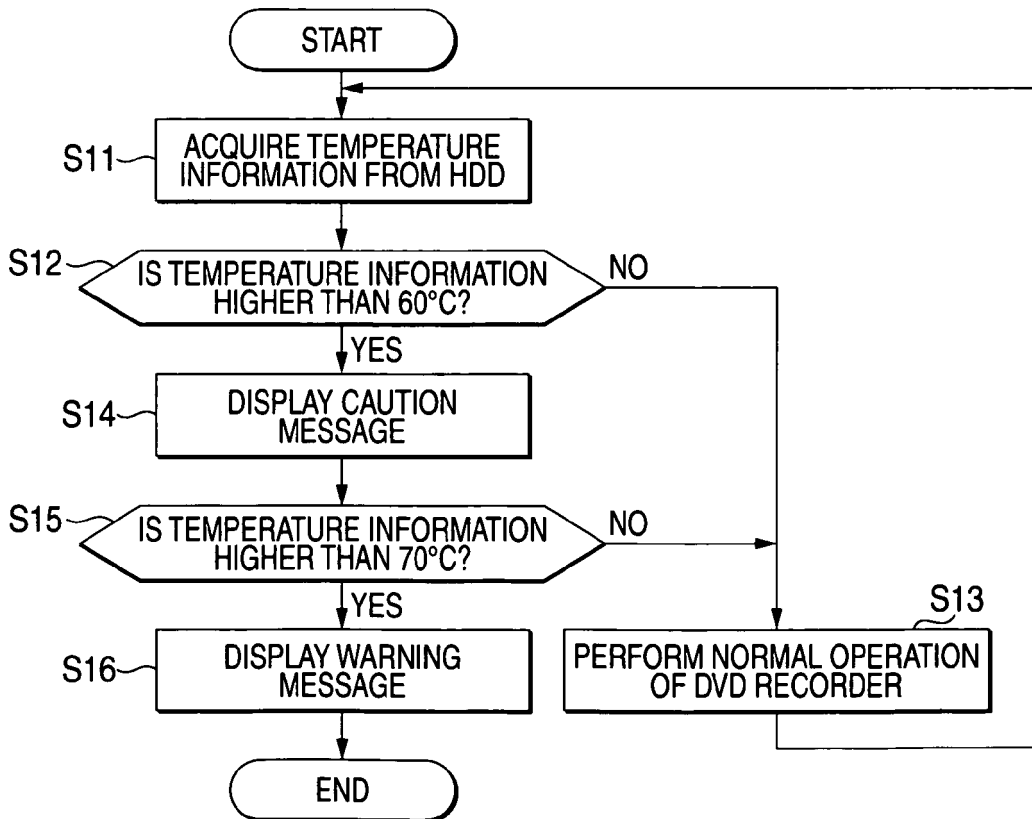 START
S11
ACQUIRE TEMPERATURE
INFORMATION FROM HDD
S12
IS TEMPERATURE INFORMATION
HIGHER THAN 60°C?
NO
YES
S14
DISPLAY CAUTION
MESSAGE
S15
IS TEMPERATURE INFORMATION
HIGHER THAN 70°C?
NO
YES
S16
DISPLAY WARNING
MESSAGE
S13
PERFORM NORMAL OPERATION
OF DVD RECORDER
END